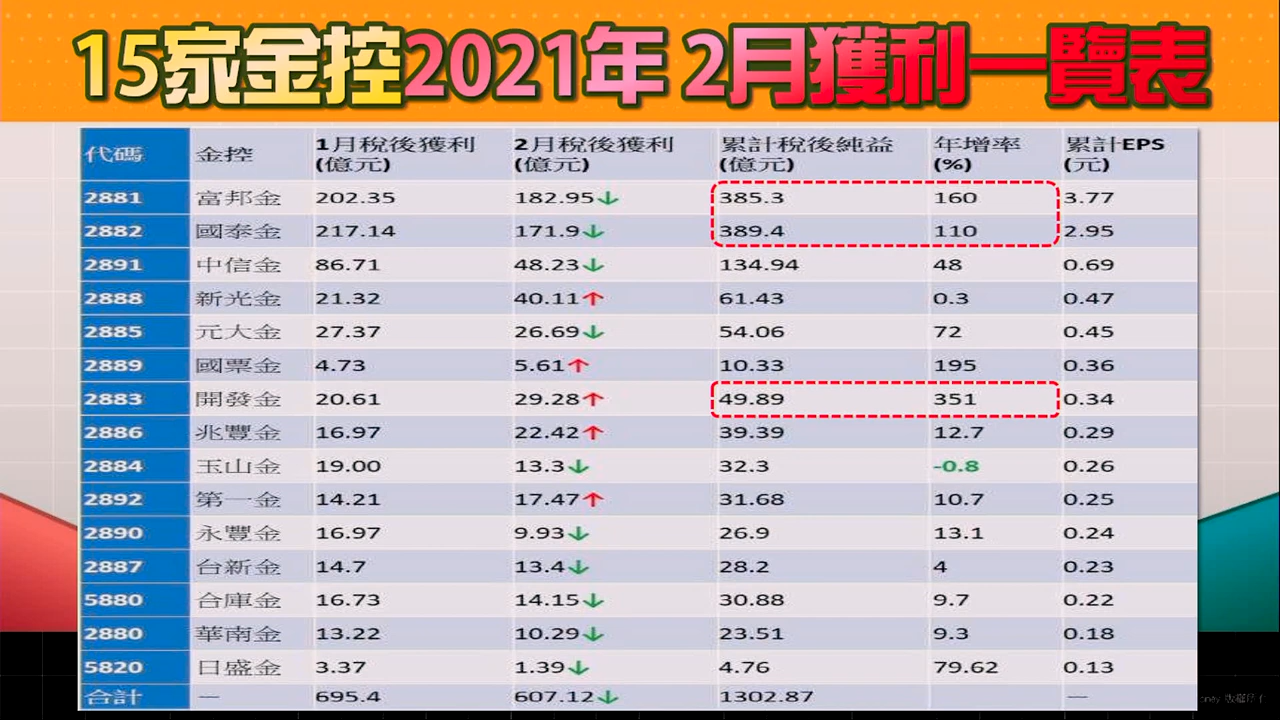 15家金控2021年 2月獲利一覽表
代碼 金控 1月稅後獲利(億元) 2月稅後獲利(億元) 累計稅後純益(億元) 年增率(%) 累計EPS(元)
2881 富邦金 202.35 182.95↓ 385.3 160 3.77
2882 國泰金 217.14 171.9↓ 389.4 110 2.95
2891 中信金 86.71 48.23↓ 134.94 48 0.69
2888 新光金 21.32 40.11↑ 61.43 0.3 0.47
2885 元大金 27.37 26.69↓ 54.06 72 0.45
2889 國票金 4.73 5.61↑ 10.33 195 0.36
2883 開發金 20.61 29.28↑ 49.89 351 0.34
2886 兆豐金 16.97 22.42↑ 39.39 12.7 0.29
2884 玉山金 19.00 13.3↓ 32.3 -0.8 0.26
2892 第一金 14.21 17.47↑ 31.68 10.7 0.25
2890 永豐金 16.97 9.93↓ 26.9 13.1 0.24
2887 台新金 14.7 13.4↓ 28.2 4 0.23
5880 合庫金 16.73 14.15↓ 30.88 9.7 0.22
2880 華南金 13.22 10.29↓ 23.51 9.3 0.18
5820 日盛金 3.37 1.39↓ 4.76 79.62 0.13
合計 — 695.4 607.12↓ 1302.87 —